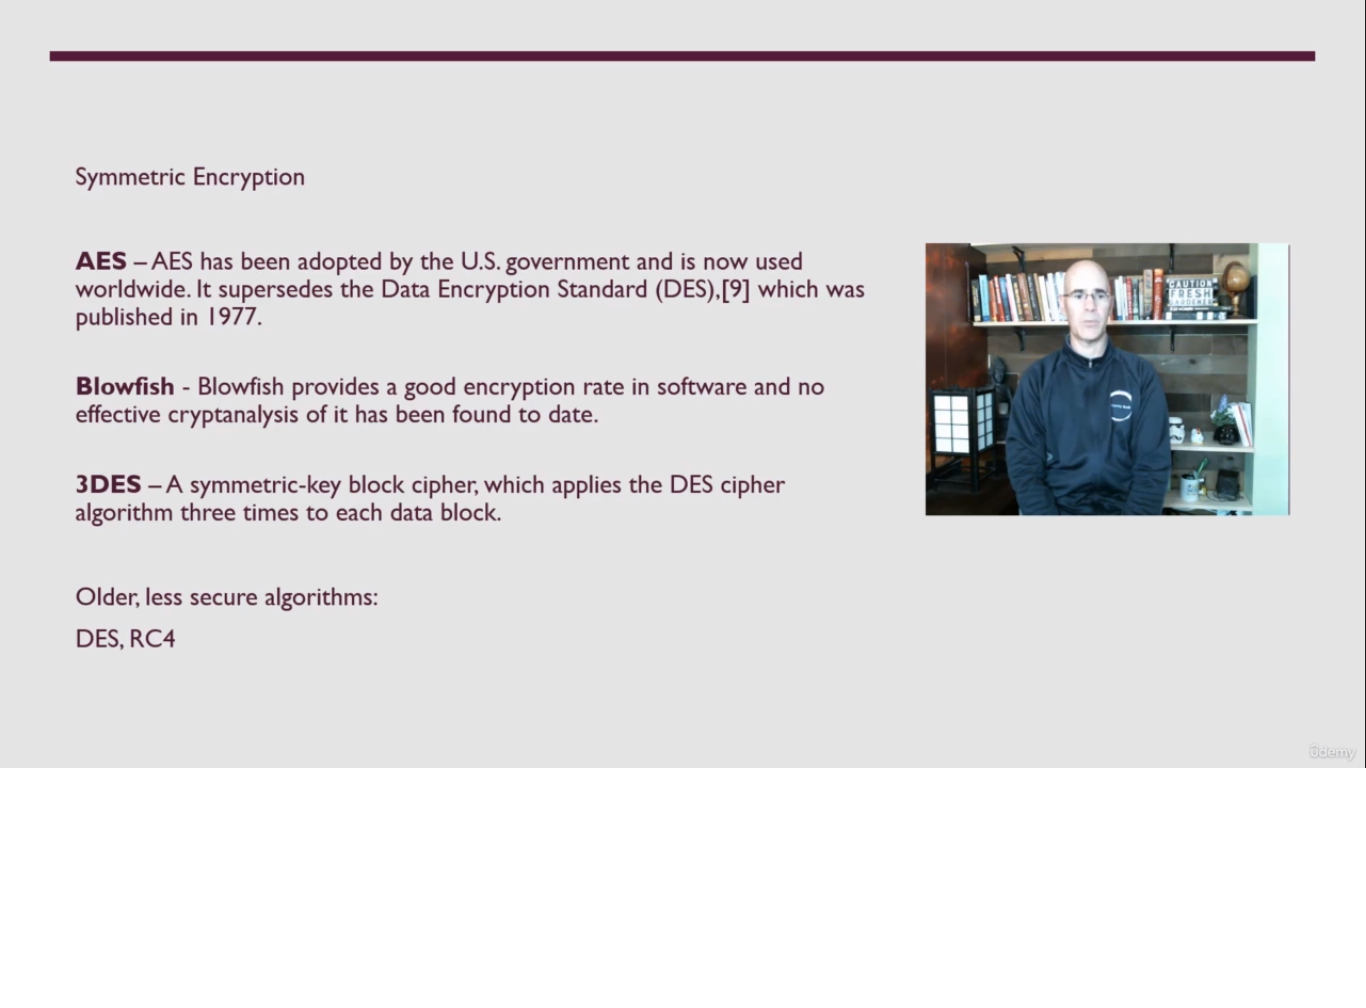 Symmetric Encryption
AES – AES has been adopted by the U.S. government and is now used
worldwide. It supersedes the Data Encryption Standard (DES),[9] which was
published in 1977.
Blowfish - Blowfish provides a good encryption rate in software and no
effective cryptanalysis of it has been found to date.
3DES – A symmetric-key block cipher, which applies the DES cipher
algorithm three times to each data block.
Older, less secure algorithms:
DES, RC4
CAUTION
FRESH
udemy